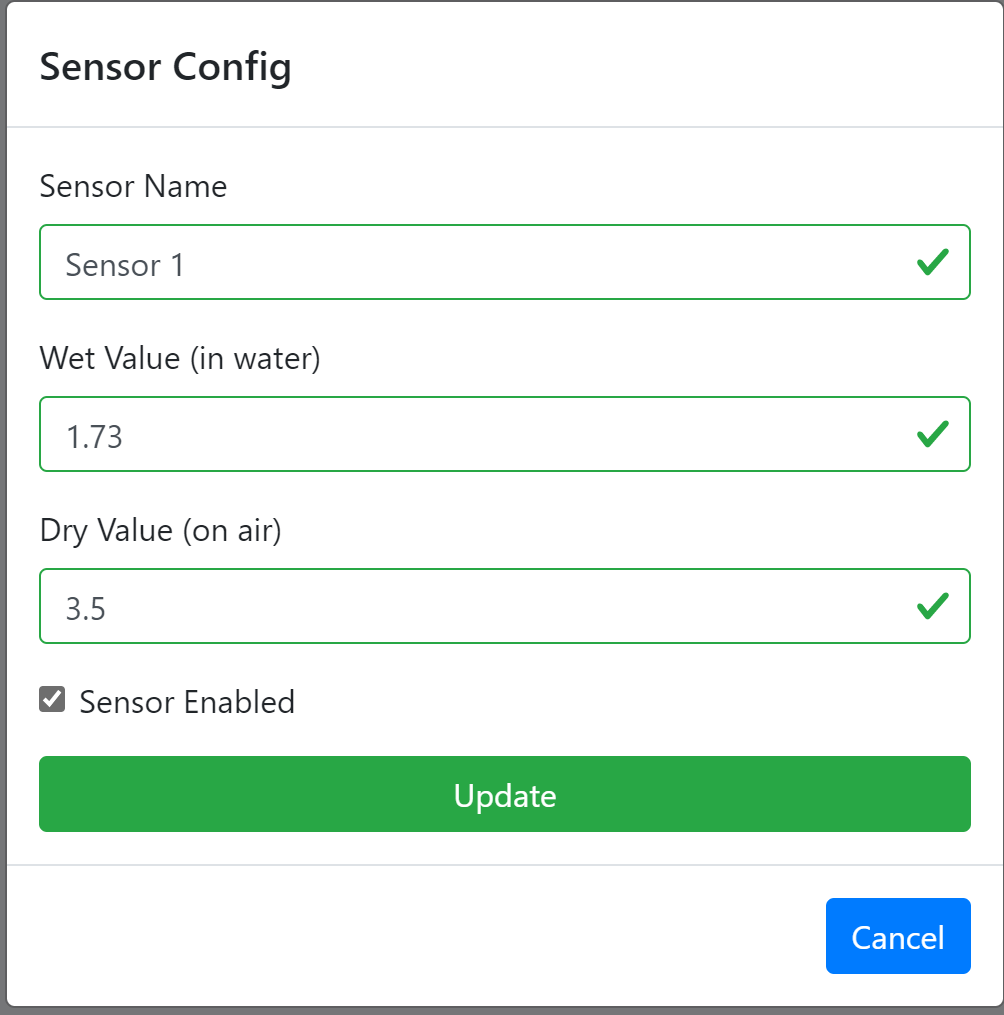 Sensor Config
Sensor Name
Sensor 1
Wet Value (in water)
1.73
Dry Value (on air)
3.5
Sensor Enabled
Update
Cancel